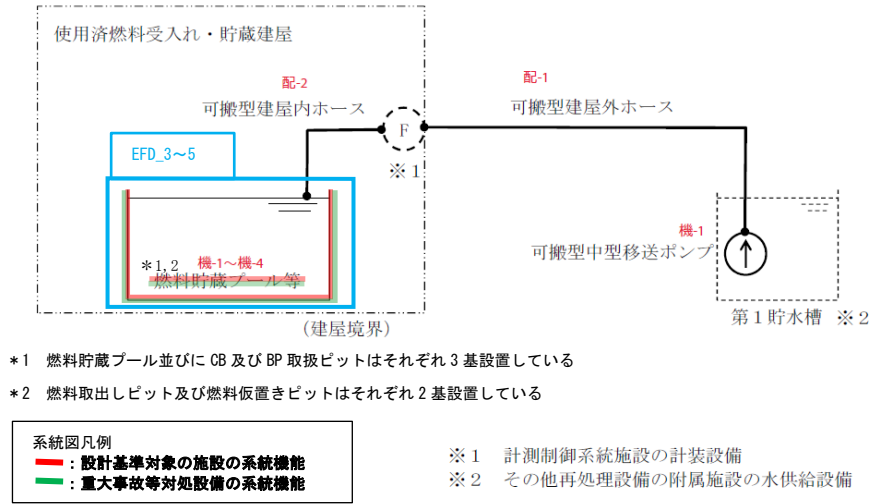 使用済燃料受入れ・貯蔵建屋
配-2
可搬型建屋内ホース
配-1
可搬型建屋外ホース
F
※1
EFD_3～5
*1,2 機-1～機-4
燃料貯蔵プール等
機-1
可搬型中型移送ポンプ
第1貯水槽 ※2
(建屋境界)
*1 燃料貯蔵プール並びに CB 及び BP 取扱ピットはそれぞれ 3 基設置している
*2 燃料取出しピット及び燃料仮置きピットはそれぞれ 2 基設置している
系統図凡例
：設計基準対象の施設の系統機能
：重大事故等対処設備の系統機能
※1 計測制御系統施設の計装設備
※2 その他再処理設備の附属施設の水供給設備